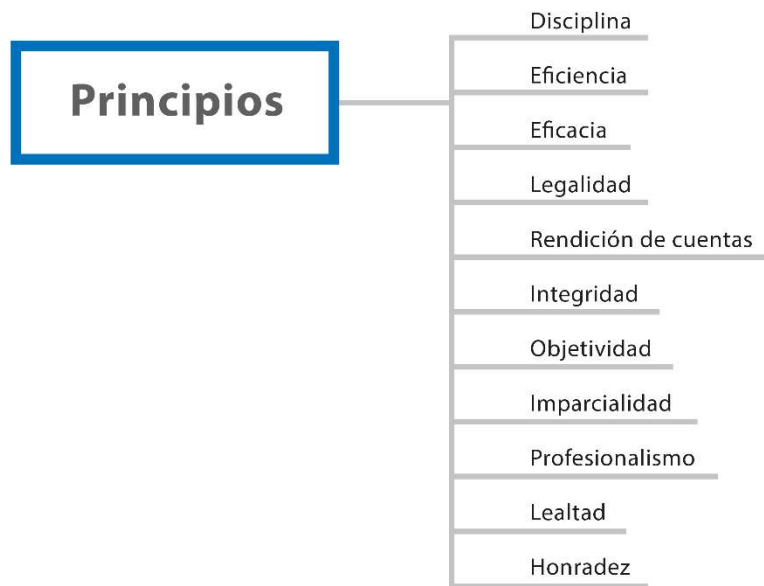 Principios
Disciplina
Eficiencia
Eficacia
Legalidad
Rendición de cuentas
Integridad
Objetividad
Imparcialidad
Profesionalismo
Lealtad
Honradez